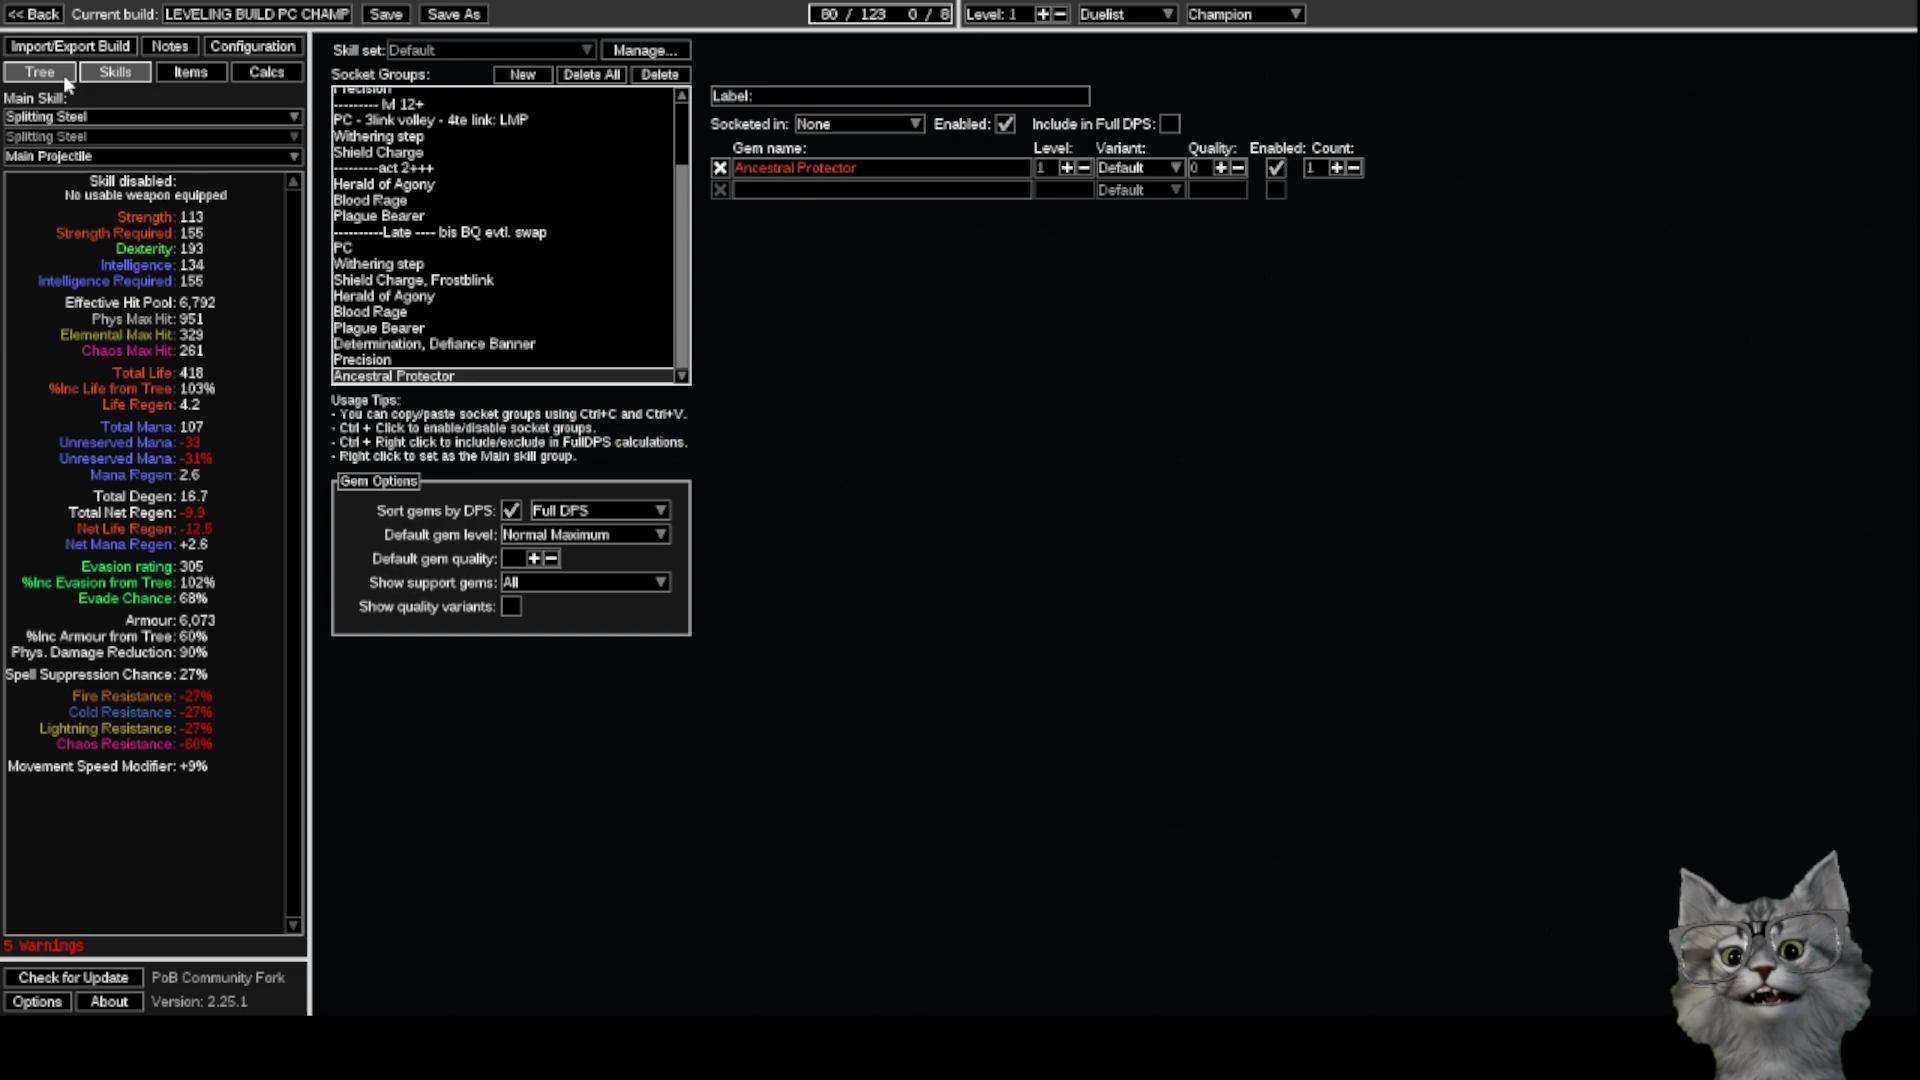 << Back Current build: LEVELING BUILD PC CHAMP Save Save As 80 / 123 0 / 8 Level: 1 Duelist Champion
Import/Export Build Notes Configuration
Tree Skills Items Calcs
Main Skill:
Splitting Steel
Splitting Steel
Main Projectile
Skill disabled:
No usable weapon equipped
Strength: 113
Strength Required: 155
Dexterity: 193
Intelligence: 134
Intelligence Required: 155
Effective Hit Pool: 6,792
Phys Max Hit: 951
Elemental Max Hit: 329
Chaos Max Hit: 261
Total Life: 418
%Inc Life from Tree: 103%
Life Regen: 4.2
Total Mana: 107
Unreserved Mana: -33
Unreserved Mana: -31%
Mana Regen: 2.6
Total Degen: 16.7
Total Net Regen: -9.9
Net Life Regen: -12.5
Net Mana Regen: +2.6
Evasion rating: 305
%Inc Evasion from Tree: 102%
Evade Chance: 68%
Armour: 6,073
%Inc Armour from Tree: 60%
Phys. Damage Reduction: 90%
Spell Suppression Chance: 27%
Fire Resistance: -27%
Cold Resistance: -27%
Lightning Resistance: -27%
Chaos Resistance: -60%
Movement Speed Modifier: +9%
5 Warnings
Check for Update PoB Community Fork
Options About Version: 2.25.1
Skill set: Default Manage...
Socket Groups: New Delete All Delete
Precision
--------- lvl 12+
PC - 3link volley - 4te link: LMP
Withering step
Shield Charge
---------act 2+++
Herald of Agony
Blood Rage
Plague Bearer
----------Late ---- bis BQ evtl. swap
PC
Withering step
Shield Charge, Frostblink
Herald of Agony
Blood Rage
Plague Bearer
Determination, Defiance Banner
Precision
Ancestral Protector
Usage Tips:
- You can copy/paste socket groups using Ctrl+C and Ctrl+V.
- Ctrl + Click to enable/disable socket groups.
- Ctrl + Right click to include/exclude in FullDPS calculations.
- Right click to set as the Main skill group.
Gem Options
Sort gems by DPS: Full DPS
Default gem level: Normal Maximum
Default gem quality:
Show support gems: All
Show quality variants:
Label:
Socketed in: None Enabled: Include in Full DPS:
Gem name: Level: Variant: Quality: Enabled: Count:
Ancestral Protector 1 Default 0 1
Default